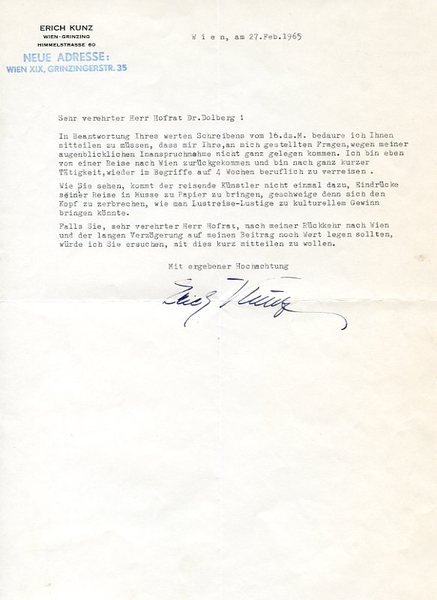 ERICH KUNZ
WIEN-GRINZING
HIMMELSTRASSE 60
NEUE ADRESSE:
WIEN XIX, GRINZINGERSTR. 35
W i e n, am 27.Feb.1965
Sehr verehrter Herr Hofrat Dr.Dolberg !
In Beantwortung Ihres werten Schreibens vom 16.ds.M. bedaure ich Ihnen
mitteilen zu müssen, dass mir Ihre,an mich gestellten Fragen,wegen meiner
augenblicklichen Inanspruchnahme nicht ganz gelegen kommen. Ich bin eben
von einer Reise nach Wien zurückgekommen und bin nach ganz kurzer
Tätigkeit,wieder im Begriffe auf 4 Wochen beruflich zu verreisen .
Wie Sie sehen, kommt der reisende Künstler nicht einmal dazu, Eindrücke
seiner Reise in Musse zu Papier zu bringen, geschweige denn sich den
Kopf zu zerbrechen, wie man Lustreise-Lustige zu kulturellem Gewinn
bringen könnte.
Falls Sie, sehr verehrter Herr Hofrat, nach meiner Rückkehr nach Wien
und der langen Verzögerung auf meinen Beitrag noch Wert legen sollten,
würde ich Sie ersuchen, mit dies kurz mitteilen zu wollen.
Mit ergebener Hochachtung
Erich Kunz